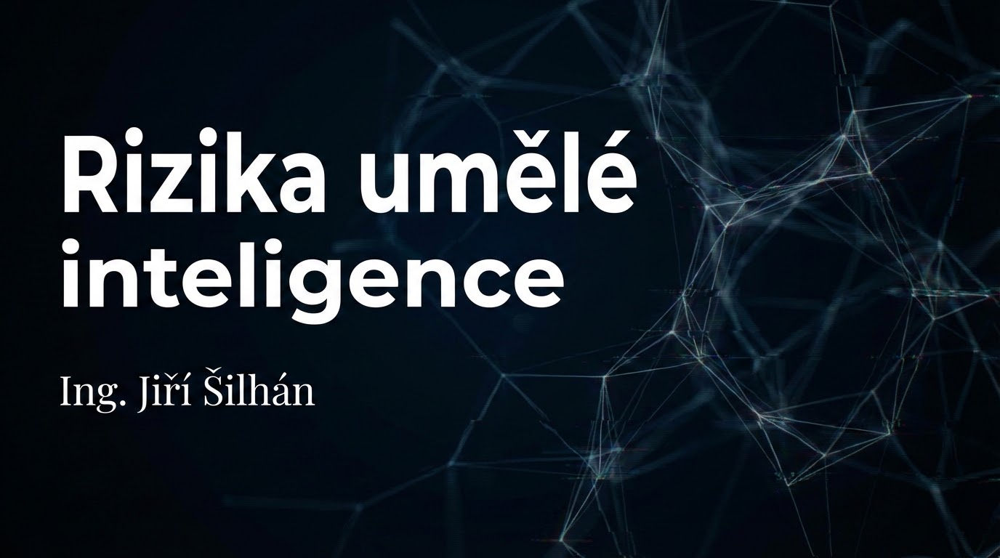 Rizika umělé
inteligence
Ing. Jiří Šilhán